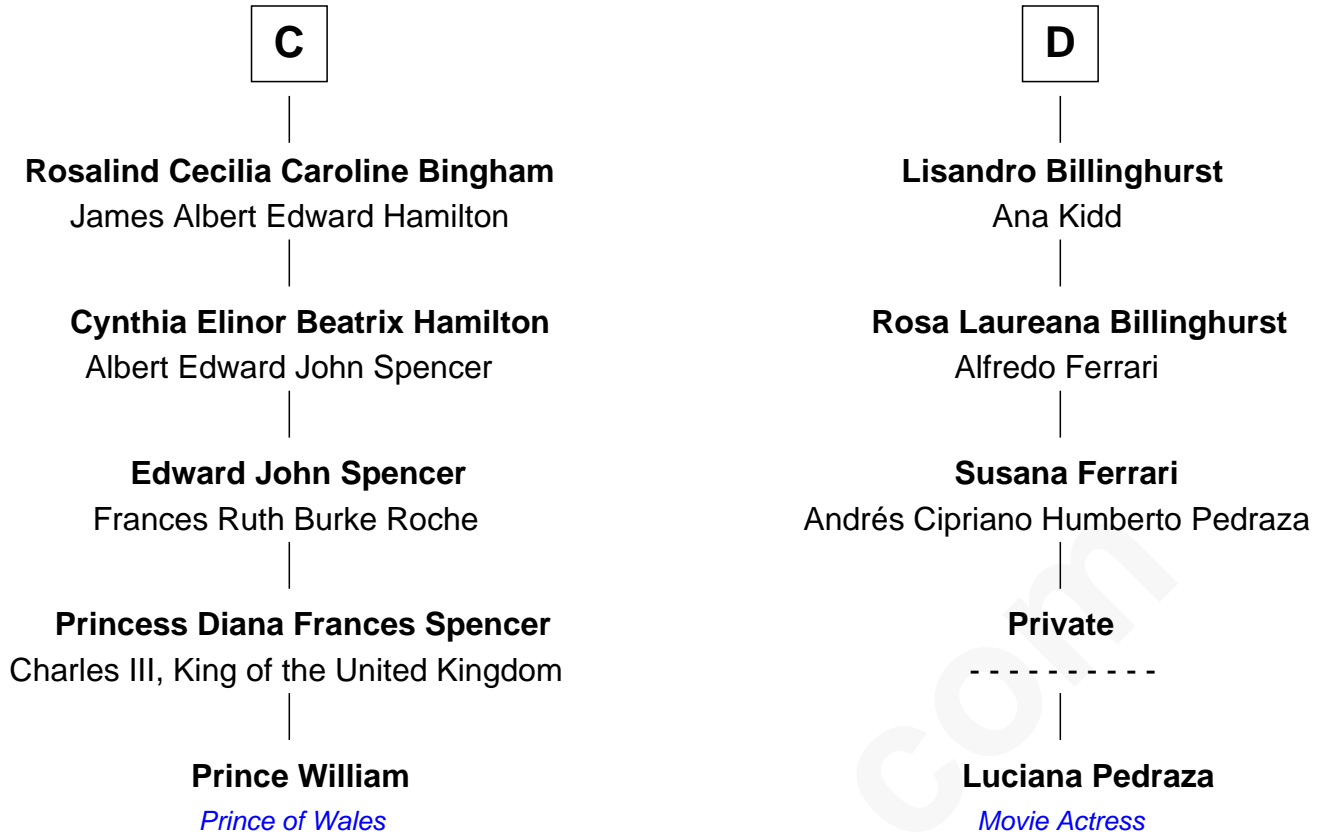 C
Rosalind Cecilia Caroline Bingham
James Albert Edward Hamilton
Cynthia Elinor Beatrix Hamilton
Albert Edward John Spencer
Edward John Spencer
Frances Ruth Burke Roche
Princess Diana Frances Spencer
Charles III, King of the United Kingdom
Prince William
Prince of Wales
D
Lisandro Billinghurst
Ana Kidd
Rosa Laureana Billinghurst
Alfredo Ferrari
Susana Ferrari
Andrés Cipriano Humberto Pedraza
Private
- - - - - - - - - -
Luciana Pedraza
Movie Actress
com